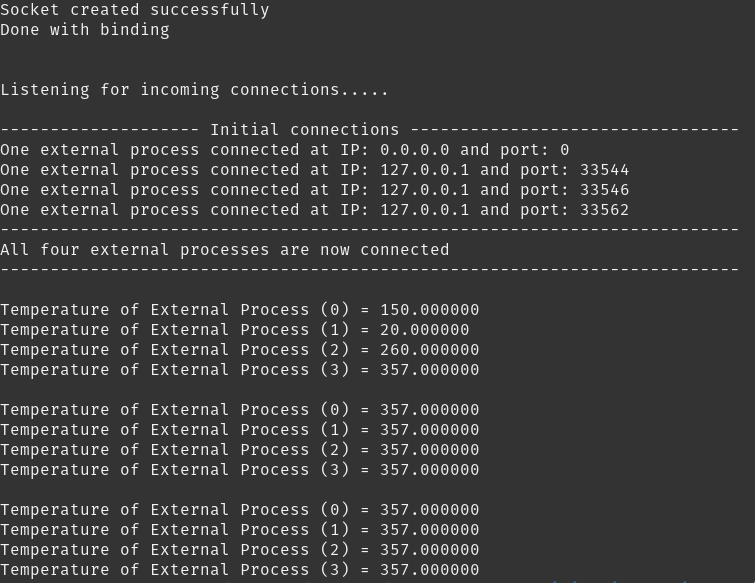 Socket created successfully
Done with binding
Listening for incoming connections.....
-------------------- Initial connections ---------------------------------
One external process connected at IP: 0.0.0.0 and port: 0
One external process connected at IP: 127.0.0.1 and port: 33544
One external process connected at IP: 127.0.0.1 and port: 33546
One external process connected at IP: 127.0.0.1 and port: 33562
--------------------------------------------------------------------------
All four external processes are now connected
--------------------------------------------------------------------------
Temperature of External Process (0) = 150.000000
Temperature of External Process (1) = 20.000000
Temperature of External Process (2) = 260.000000
Temperature of External Process (3) = 357.000000
Temperature of External Process (0) = 357.000000
Temperature of External Process (1) = 357.000000
Temperature of External Process (2) = 357.000000
Temperature of External Process (3) = 357.000000
Temperature of External Process (0) = 357.000000
Temperature of External Process (1) = 357.000000
Temperature of External Process (2) = 357.000000
Temperature of External Process (3) = 357.000000